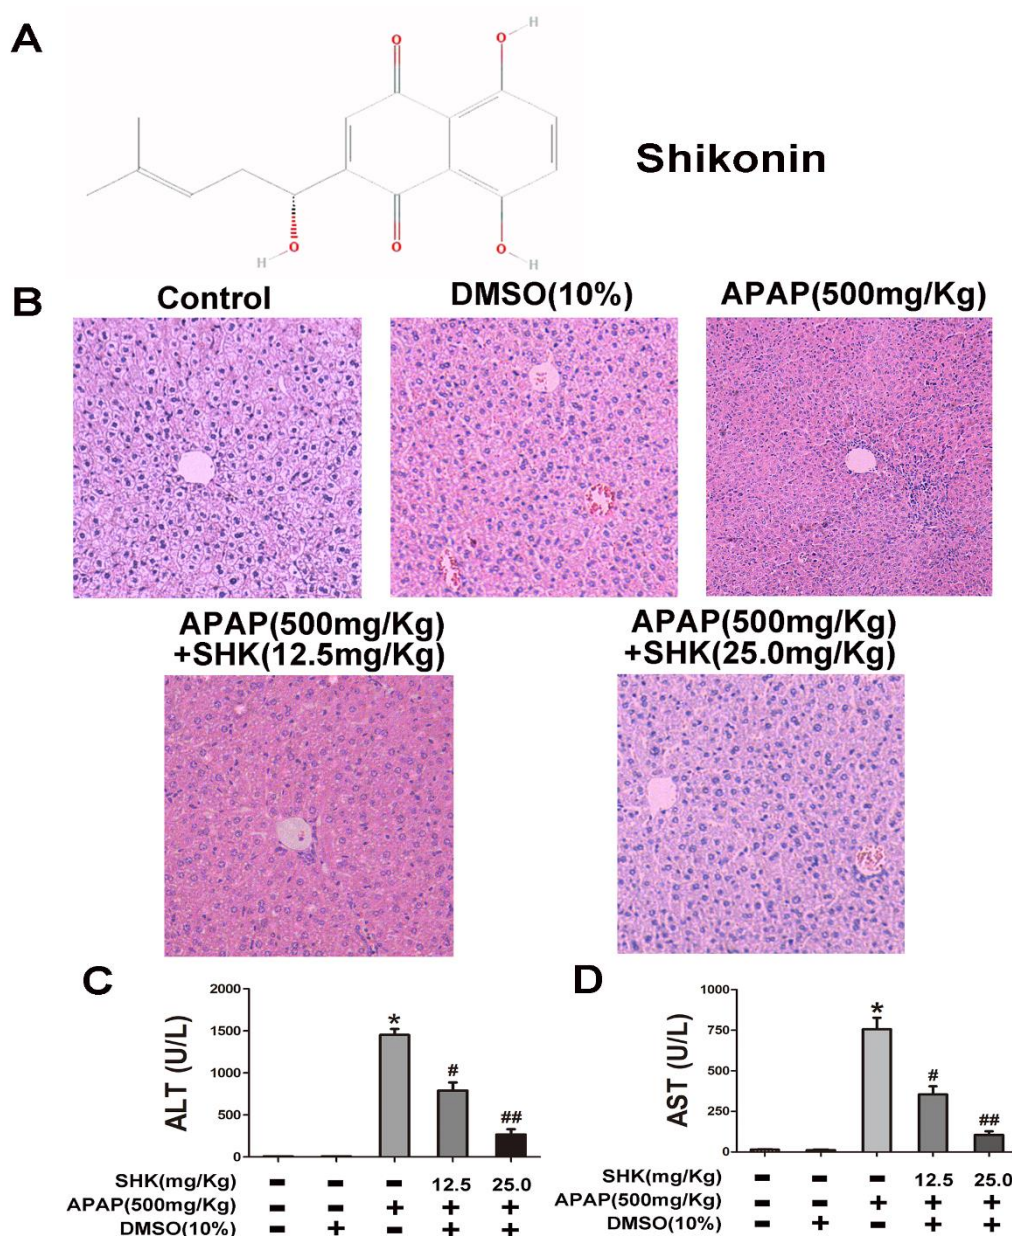 A
H
O
O
Shikonin
O
H
O
O
H
B
Control
DMSO(10%)
APAP(500mg/Kg)
APAP(500mg/Kg)
+SHK(12.5mg/Kg)
APAP(500mg/Kg)
+SHK(25.0mg/Kg)
C
ALT (U/L)
2000
1500
1000
500
0
*
#
##
SHK(mg/Kg) - - - 12.5 25.0
APAP(500mg/Kg) - - + + +
DMSO(10%) - + - + +
D
AST (U/L)
1000
750
500
250
0
*
#
##
SHK(mg/Kg) - - - 12.5 25.0
APAP(500mg/Kg) - - + + +
DMSO(10%) - + - + +